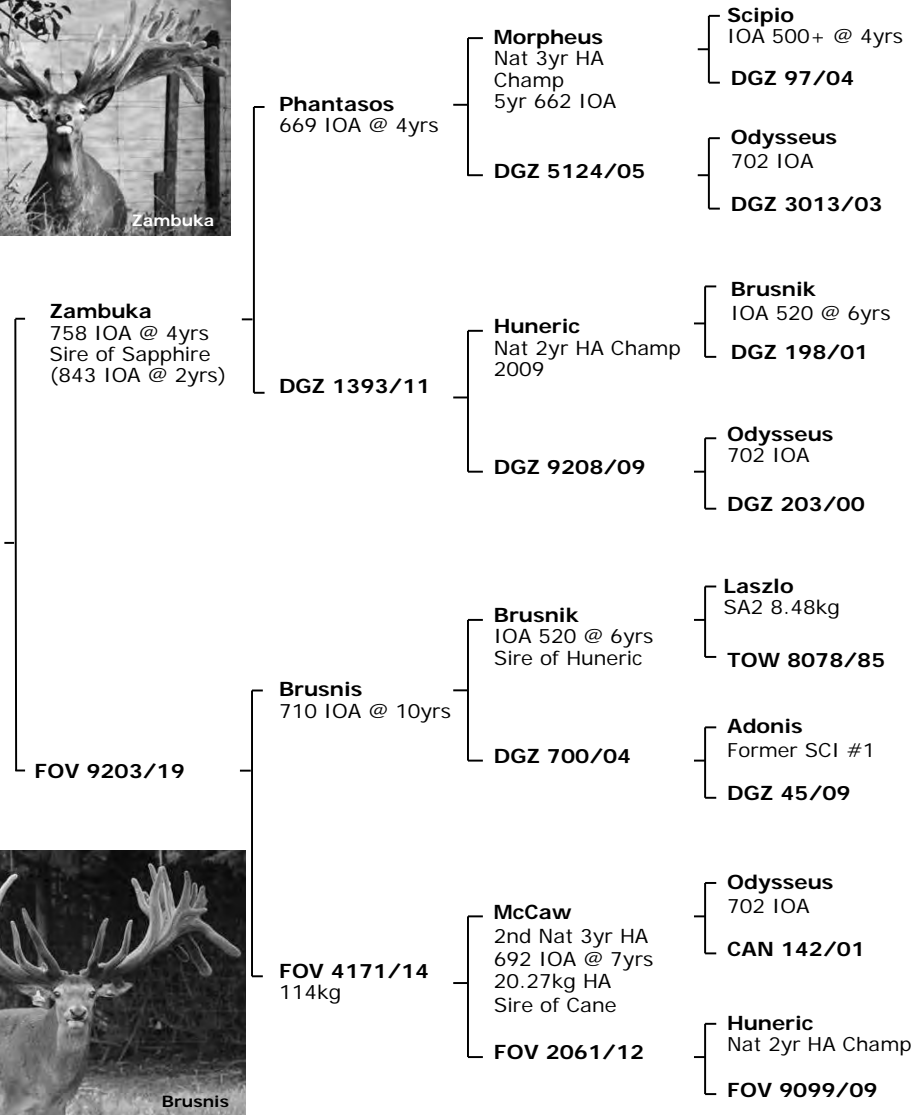 Zambuka
Zambuka
758 IOA @ 4yrs
Sire of Sapphire
(843 IOA @ 2yrs)
FOV 9203/19
Phantasos
669 IOA @ 4yrs
DGZ 1393/11
Brusnis
710 IOA @ 10yrs
FOV 4171/14
114kg
Morpheus
Nat 3yr HA
Champ
5yr 662 IOA
DGZ 5124/05
Huneric
Nat 2yr HA Champ
2009
DGZ 9208/09
Brusnik
IOA 520 @ 6yrs
Sire of Huneric
DGZ 700/04
McCaw
2nd Nat 3yr HA
692 IOA @ 7yrs
20.27kg HA
Sire of Cane
FOV 2061/12
Scipio
IOA 500+ @ 4yrs
DGZ 97/04
Odysseus
702 IOA
DGZ 3013/03
Brusnik
IOA 520 @ 6yrs
DGZ 198/01
Odysseus
702 IOA
DGZ 203/00
Laszlo
SA2 8.48kg
TOW 8078/85
Adonis
Former SCI #1
DGZ 45/09
Odysseus
702 IOA
CAN 142/01
Huneric
Nat 2yr HA Champ
FOV 9099/09
Brusnis